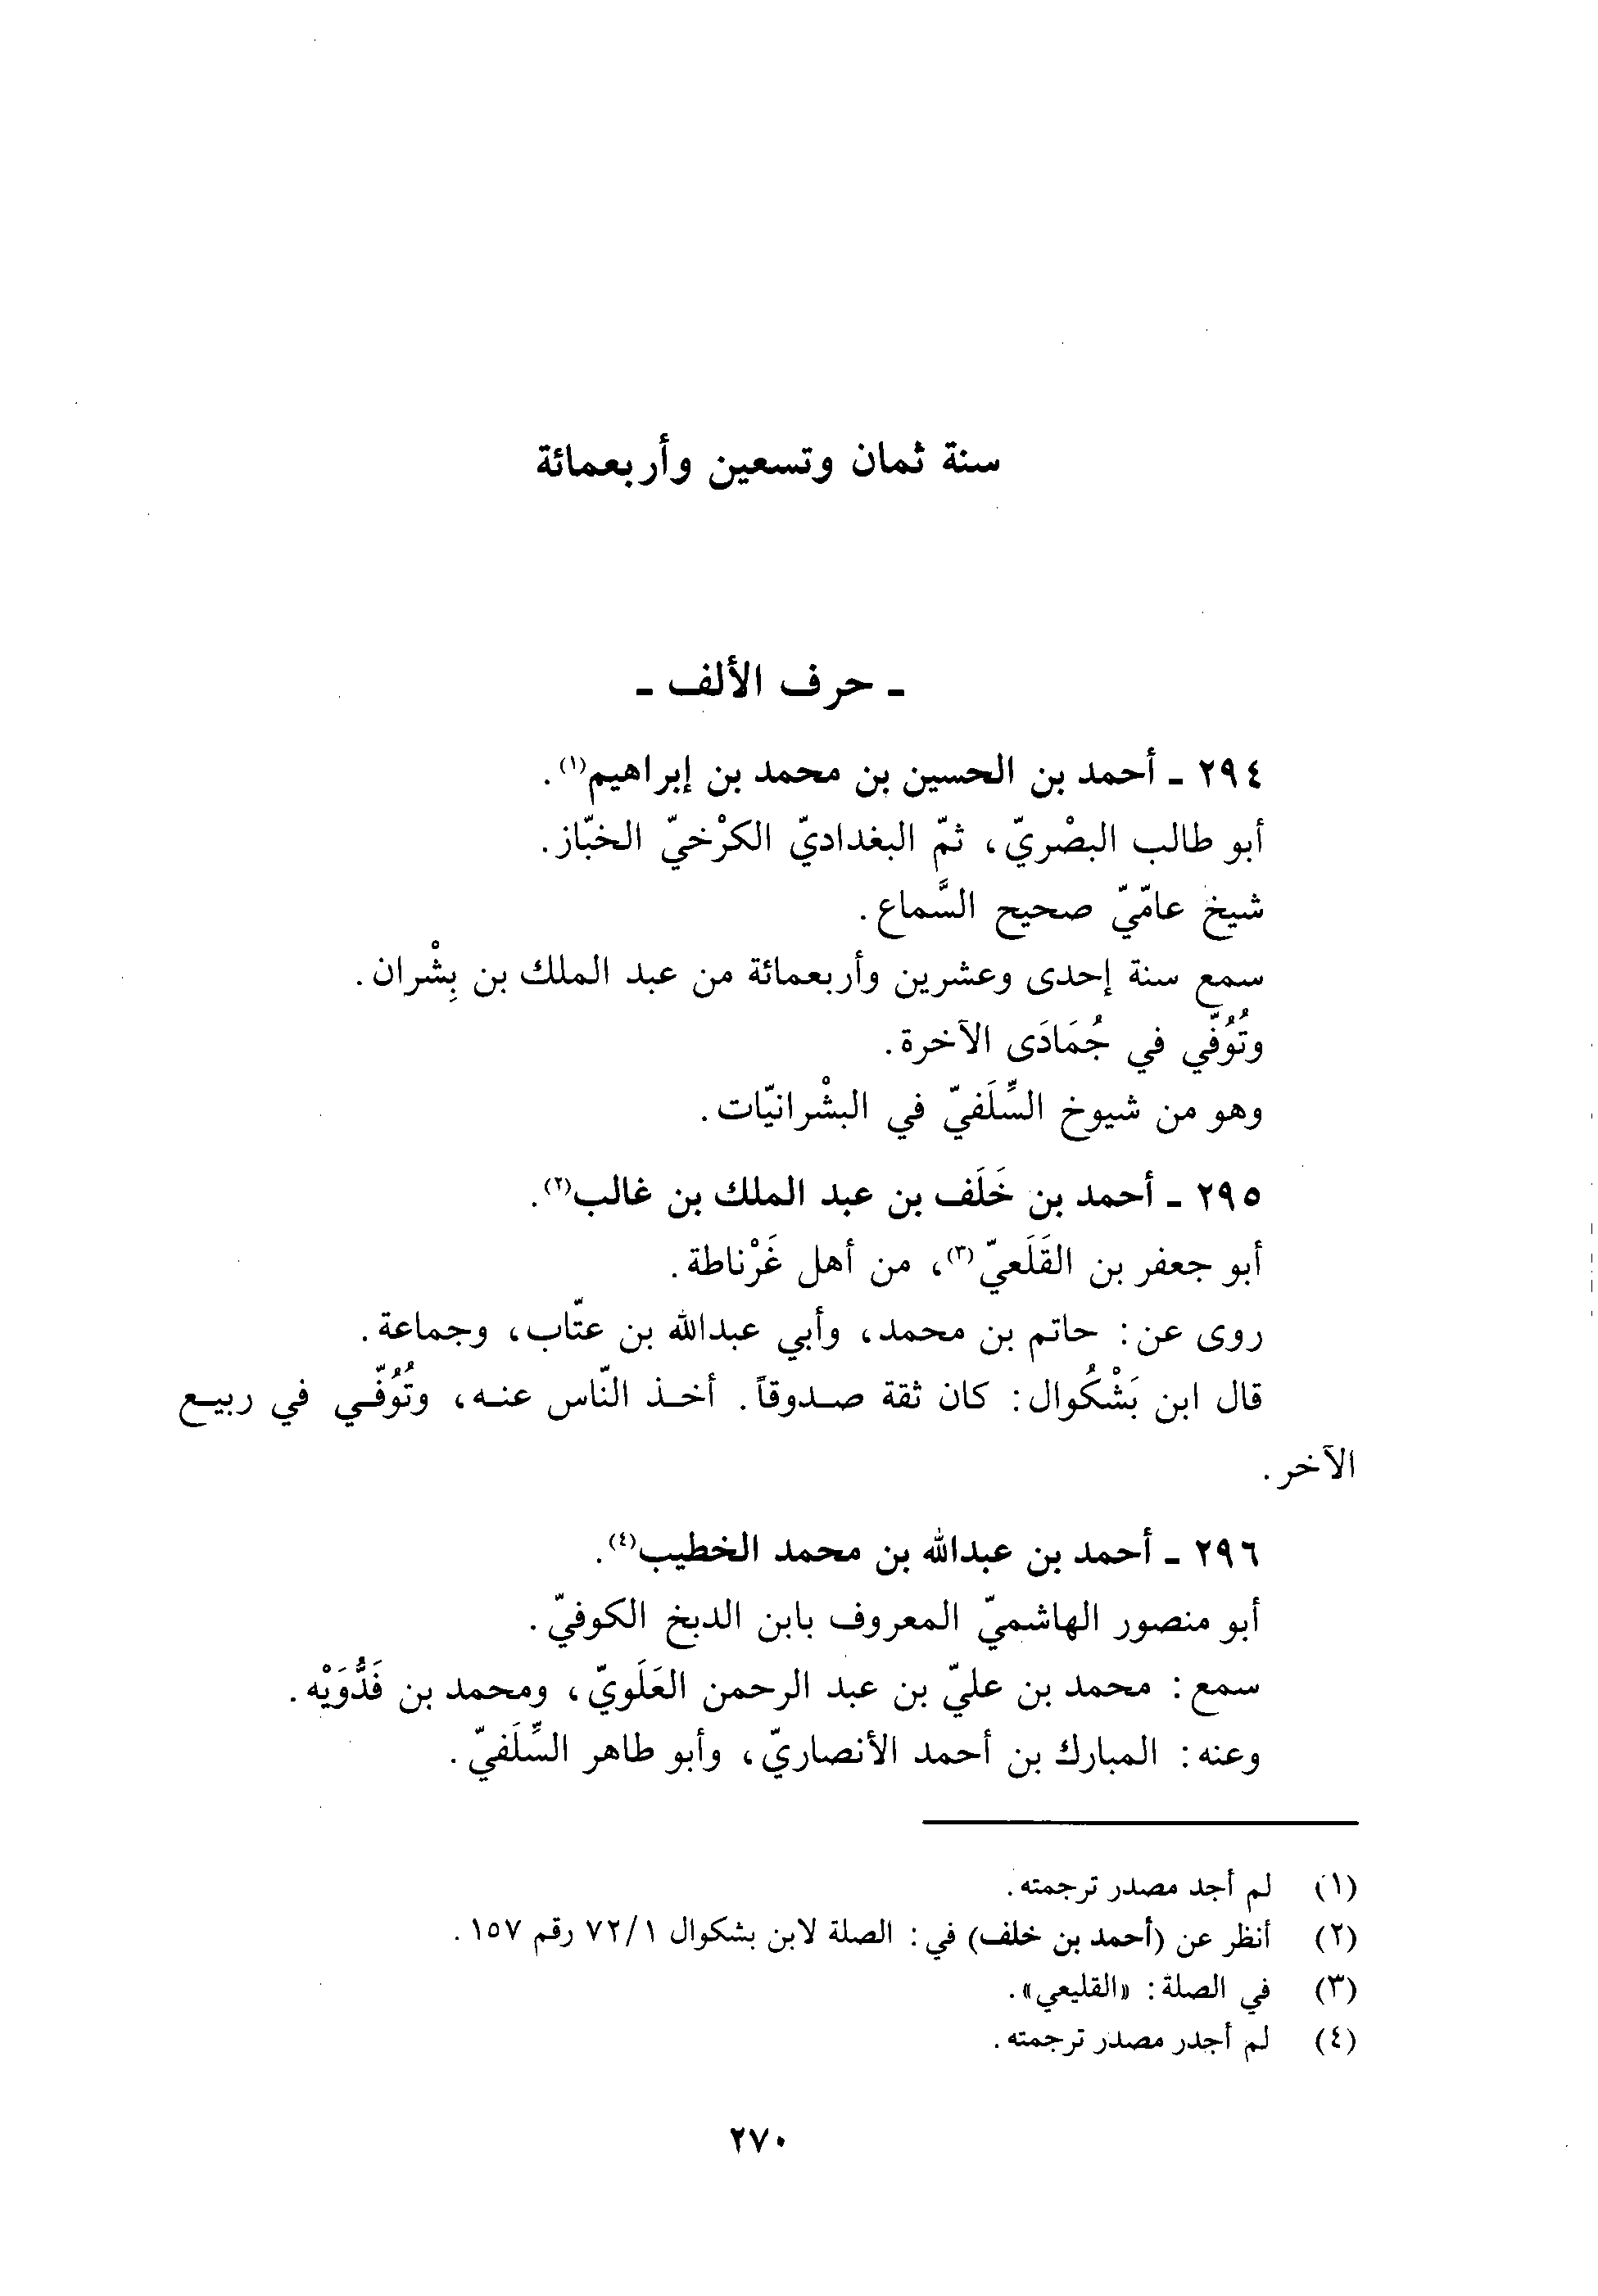 سنة ثمان وتسعين وأربعمائة
ـ حرف الألف ـ
٢٩٤ ـ أحمد بن الحسين بن محمد بن إبراهيم(١).
أبو طالب البصْريّ، ثمّ البغداديّ الكرْخيّ الخبّاز.
شيخ عامّيّ صحيح السَّماع.
سمع سنة إحدى وعشرين وأربعمائة من عبد الملك بن بِشْران.
وتُوُفّي في جُمَادَى الآخرة.
وهو من شيوخ السِّلَفيّ في البشْرانيّات.
٢٩٥ ـ أحمد بن خَلَف بن عبد الملك بن غالب(٢).
أبو جعفر بن القَلَعيّ(٣)، من أهل غَرْناطة.
روى عن: حاتم بن محمد، وأبي عبدالله بن عتّاب، وجماعة.
قال ابن بَشْكُوال: كان ثقة صدوقاً. أخذ النّاس عنه، وتُوُفّي في ربيع
الآخر.
٢٩٦ ـ أحمد بن عبدالله بن محمد الخطيب(٤).
أبو منصور الهاشميّ المعروف بابن الدبخ الكوفيّ.
سمع: محمد بن عليّ بن عبد الرحمن العَلَويّ، ومحمد بن فَدُّوَيْه.
وعنه: المبارك بن أحمد الأنصاريّ، وأبو طاهر السِّلَفيّ.
(١) لم أجد مصدر ترجمته.
(٢) أنظر عن (أحمد بن خلف) في: الصلة لابن بشكوال ٧٢/١ رقم ١٥٧.
(٣) في الصلة: «القليعي».
(٤) لم أجدر مصدر ترجمته.
٢٧٠